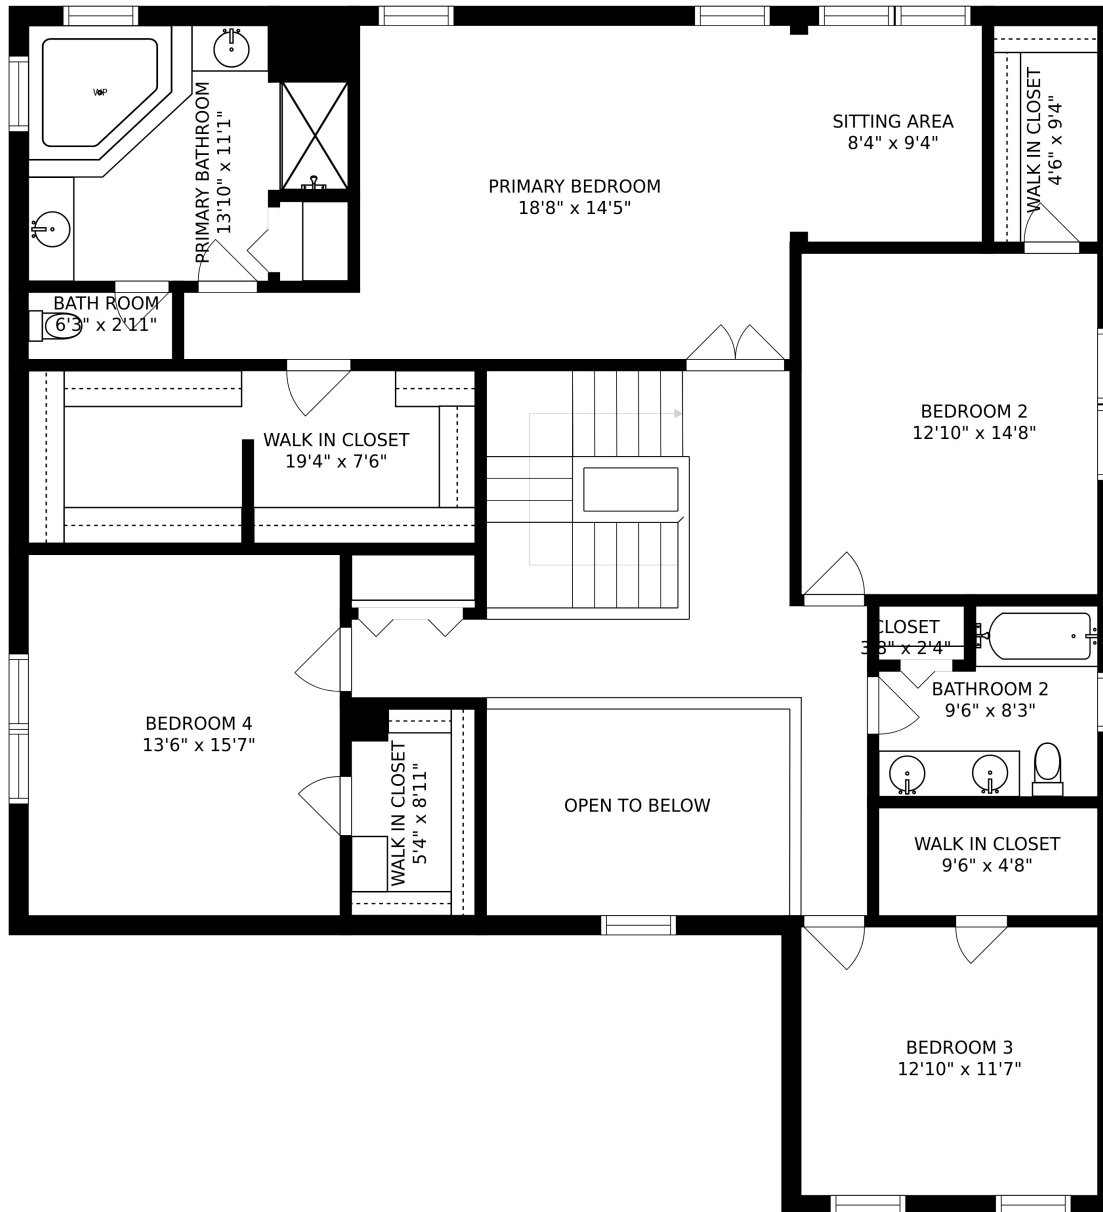 PRIMARY BATHROOM
13'10" x 11'1"
PRIMARY BEDROOM
18'8" x 14'5"
SITTING AREA
8'4" x 9'4"
WALK IN CLOSET
4'6" x 9'4"
BATH ROOM
6'3" x 2'11"
WALK IN CLOSET
19'4" x 7'6"
BEDROOM 2
12'10" x 14'8"
CLOSET
3'8" x 2'4"
BATHROOM 2
9'6" x 8'3"
BEDROOM 4
13'6" x 15'7"
WALK IN CLOSET
5'4" x 8'11"
OPEN TO BELOW
WALK IN CLOSET
9'6" x 4'8"
BEDROOM 3
12'10" x 11'7"